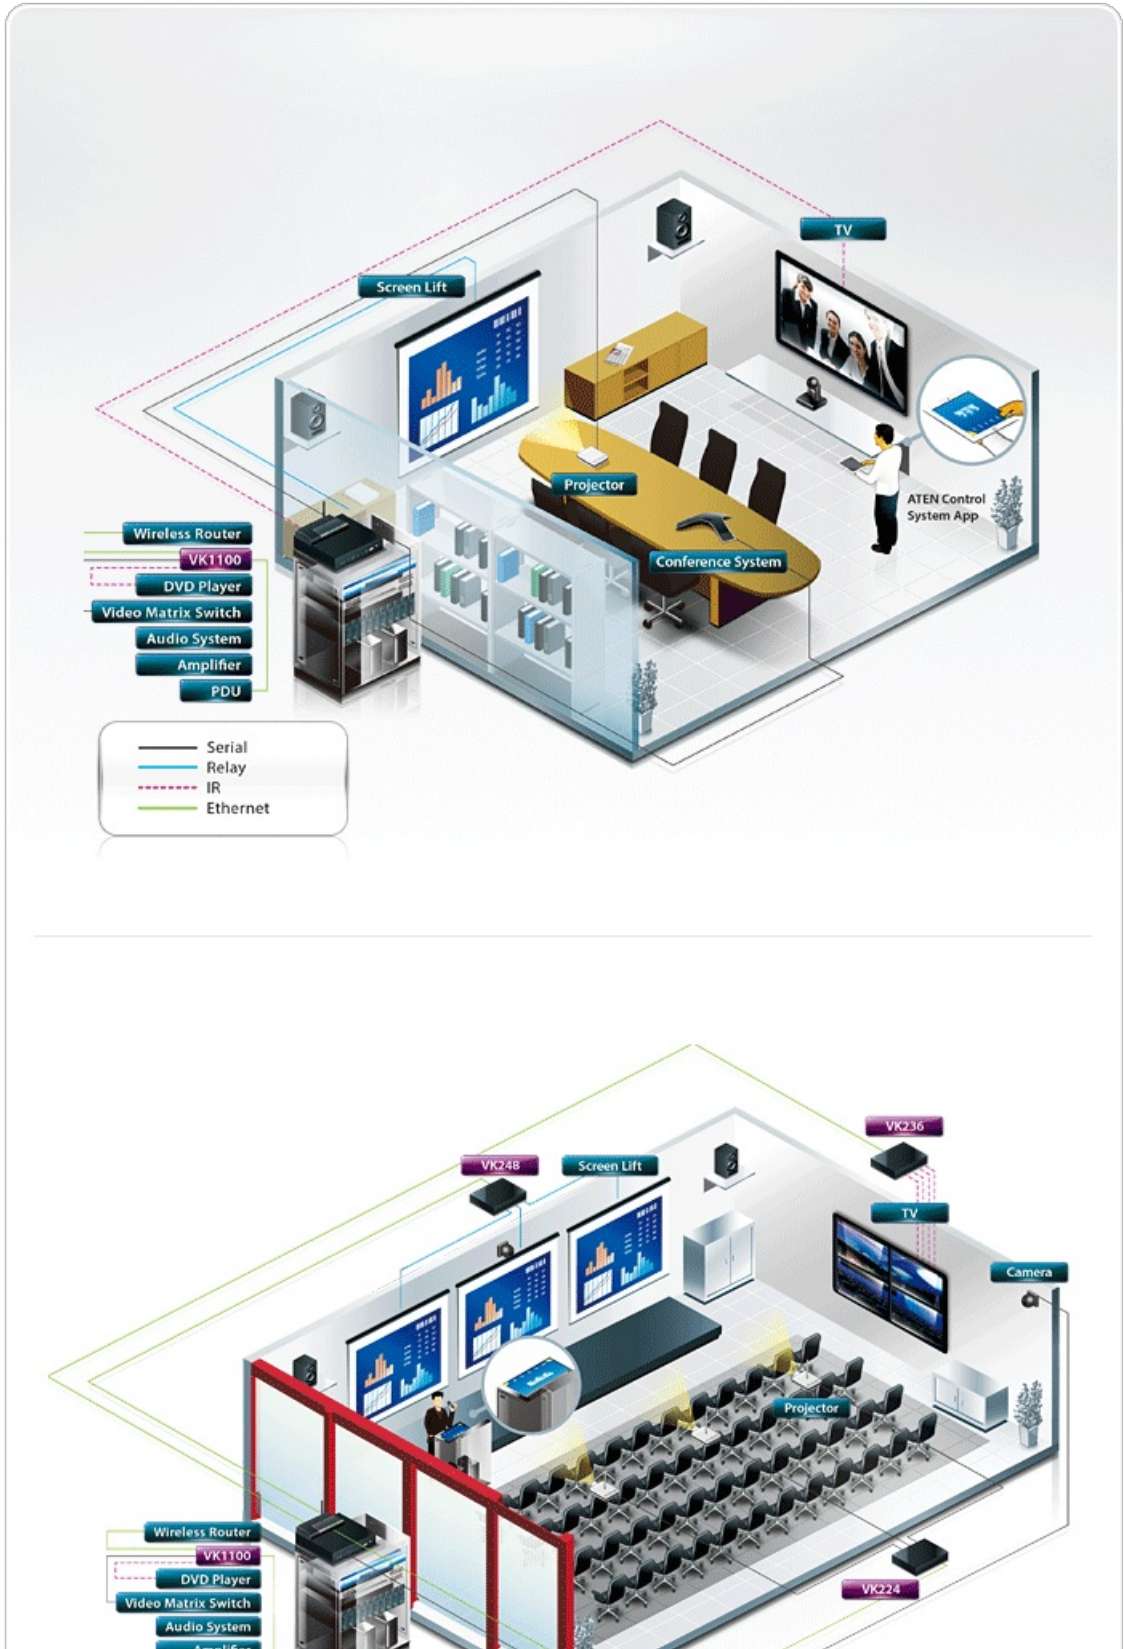 TV
Screen Lift
Projector
ATEN Control
System App
Conference System
Wireless Router
VK1100
DVD Player
Video Matrix Switch
Audio System
Amplifier
PDU
Serial
Relay
IR
Ethernet
VK236
VK248
Screen Lift
TV
Camera
Projector
Wireless Router
VK1100
DVD Player
VK224
Video Matrix Switch
Audio System
Amplifier